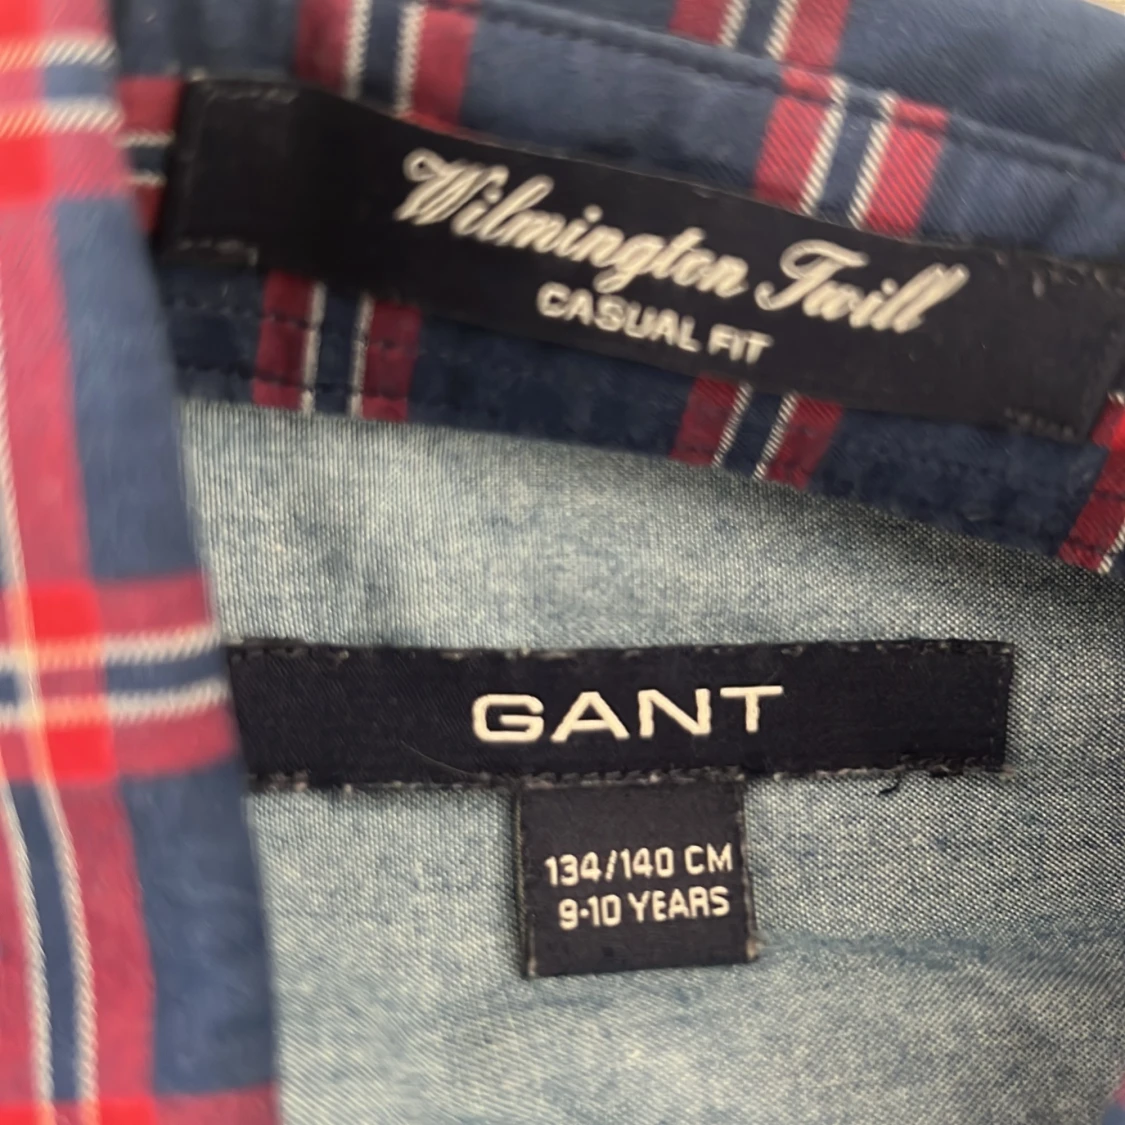 Wilmington Twill
CASUAL FIT
GANT
134/140 CM
9-10 YEARS